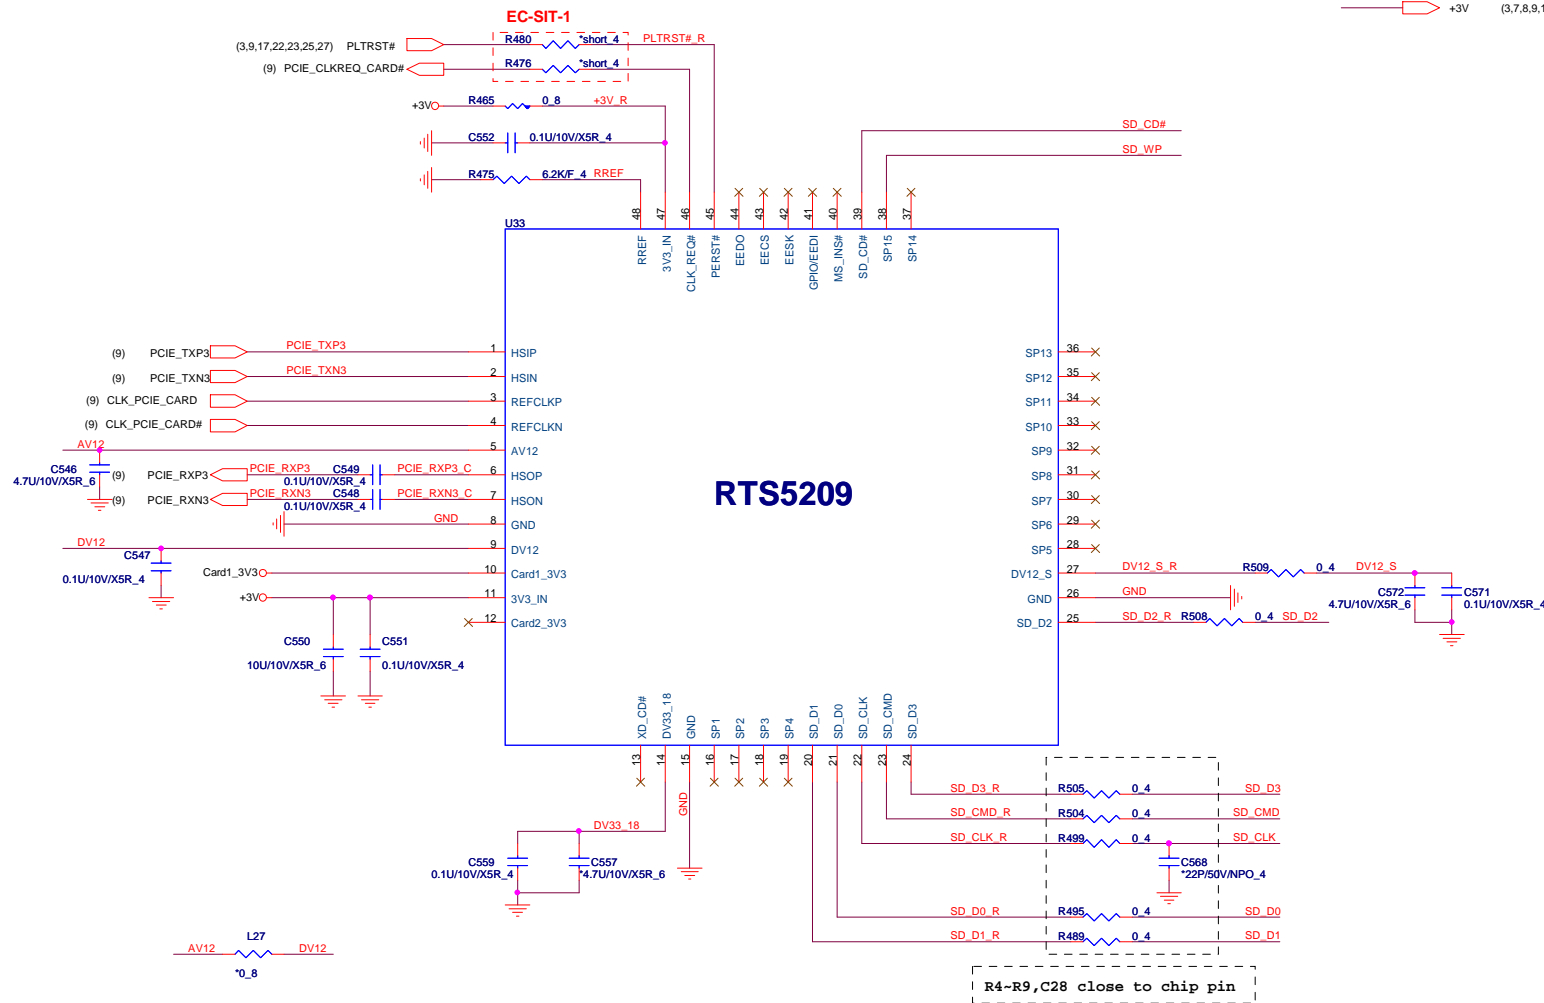 EC-SIT-1
+3V (3,7,8,9,1
(3,9,17,22,23,25,27) PLTRST# R480 *short_4 PLTRST#_R
(9) PCIE_CLKREQ_CARD# R476 *short_4
+3V R465 0_8 +3V_R
C552 0.1U/10V/X5R_4
R475 6.2K/F_4 RREF
SD_CD#
SD_WP
48 47 46 45 44 43 42 41 40 39 38 37
U33
RREF 3V3_IN CLK_REQ# PERST# EEDO EECS EESK GPIO/EEDI MS_INS# SD_CD# SP15 SP14
(9) PCIE_TXP3 PCIE_TXP3 1 HSIP
(9) PCIE_TXN3 PCIE_TXN3 2 HSIN
(9) CLK_PCIE_CARD 3 REFCLKP
(9) CLK_PCIE_CARD# 4 REFCLKN
AV12 5 AV12
C546
4.7U/10V/X5R_6
(9) PCIE_RXP3 PCIE_RXP3 C549 PCIE_RXP3_C 6 HSOP
0.1U/10V/X5R_4
(9) PCIE_RXN3 PCIE_RXN3 C548 PCIE_RXN3_C 7 HSON
0.1U/10V/X5R_4
GND 8 GND
DV12 9 DV12
C547
0.1U/10V/X5R_4
Card1_3V3 10 Card1_3V3
+3V 11 3V3_IN
12 Card2_3V3
C550
10U/10V/X5R_6
C551
0.1U/10V/X5R_4
RTS5209
SP13 36
SP12 35
SP11 34
SP10 33
SP9 32
SP8 31
SP7 30
SP6 29
SP5 28
DV12_S 27 DV12_S_R R509 0_4 DV12_S
GND 26 GND
SD_D2 25 SD_D2_R R508 0_4 SD_D2
C572
4.7U/10V/X5R_6
C571
0.1U/10V/X5R_4
XD_CD# DV33_18 GND SP1 SP2 SP3 SP4 SD_D1 SD_D0 SD_CLK SD_CMD SD_D3
13 14 15 16 17 18 19 20 21 22 23 24
GND
DV33_18
C559
0.1U/10V/X5R_4
C557
*4.7U/10V/X5R_6
SD_D3_R R505 0_4 SD_D3
SD_CMD_R R504 0_4 SD_CMD
SD_CLK_R R499 0_4 SD_CLK
C568
*22P/50V/NPO_4
SD_D0_R R495 0_4 SD_D0
SD_D1_R R489 0_4 SD_D1
L27
AV12 DV12
*0_8
R4~R9,C28 close to chip pin